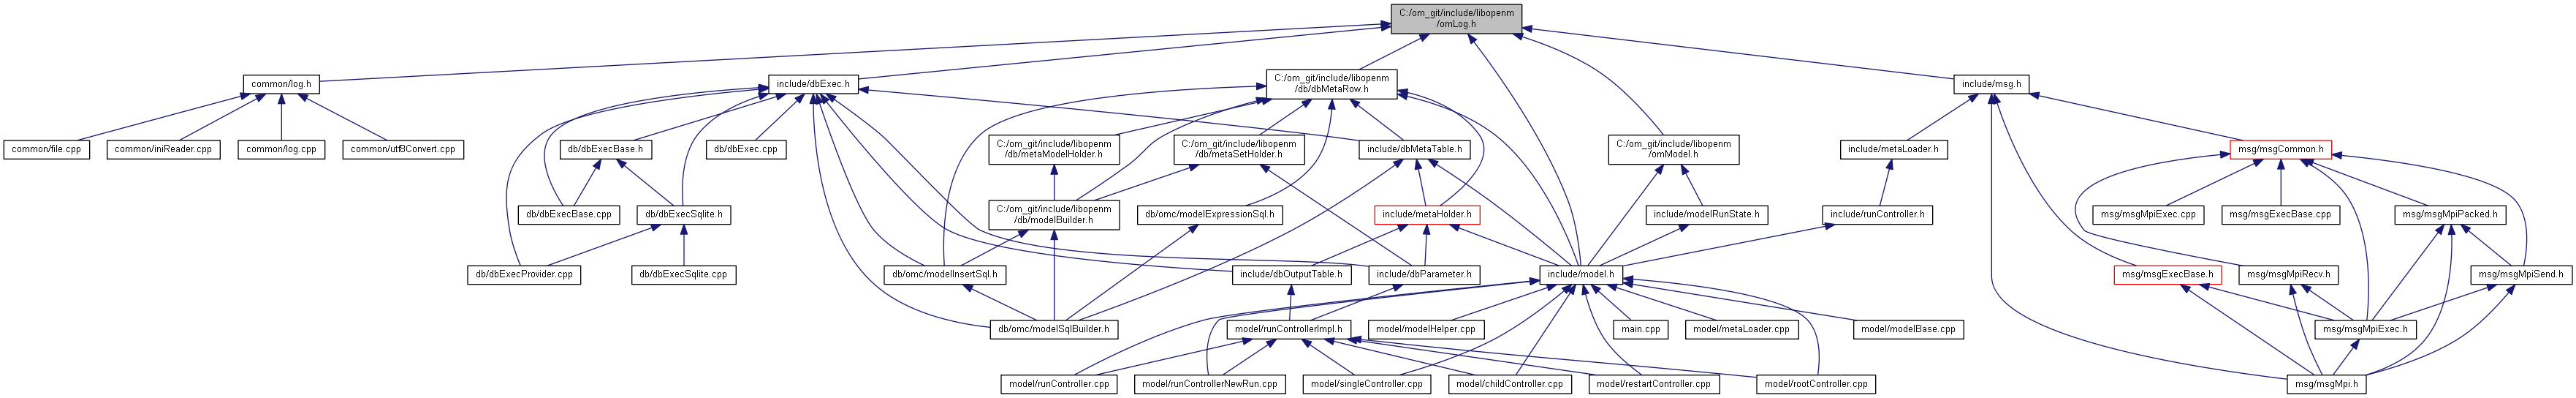 C:/om_git/include/libopenm
/omLog.h
common/log.h
include/dbExec.h
C:/om_git/include/libopenm
/db/dbMetaRow.h
include/msg.h
common/file.cpp
common/iniReader.cpp
common/log.cpp
common/utf8Convert.cpp
db/dbExecBase.h
db/dbExec.cpp
C:/om_git/include/libopenm
/db/metaModelHolder.h
C:/om_git/include/libopenm
/db/metaSetHolder.h
include/dbMetaTable.h
C:/om_git/include/libopenm
/omModel.h
include/metaLoader.h
msg/msgCommon.h
db/dbExecBase.cpp
db/dbExecSqlite.h
C:/om_git/include/libopenm
/db/modelBuilder.h
db/omc/modelExpressionSql.h
include/metaHolder.h
include/modelRunState.h
include/runController.h
msg/msgMpiExec.cpp
msg/msgExecBase.cpp
msg/msgMpiPacked.h
db/dbExecProvider.cpp
db/dbExecSqlite.cpp
db/omc/modelInsertSql.h
include/dbOutputTable.h
include/dbParameter.h
include/model.h
msg/msgExecBase.h
msg/msgMpiRecv.h
msg/msgMpiSend.h
db/omc/modelSqlBuilder.h
model/runControllerImpl.h
model/modelHelper.cpp
main.cpp
model/metaLoader.cpp
model/modelBase.cpp
msg/msgMpiExec.h
model/runController.cpp
model/runControllerNewRun.cpp
model/singleController.cpp
model/childController.cpp
model/restartController.cpp
model/rootController.cpp
msg/msgMpi.h